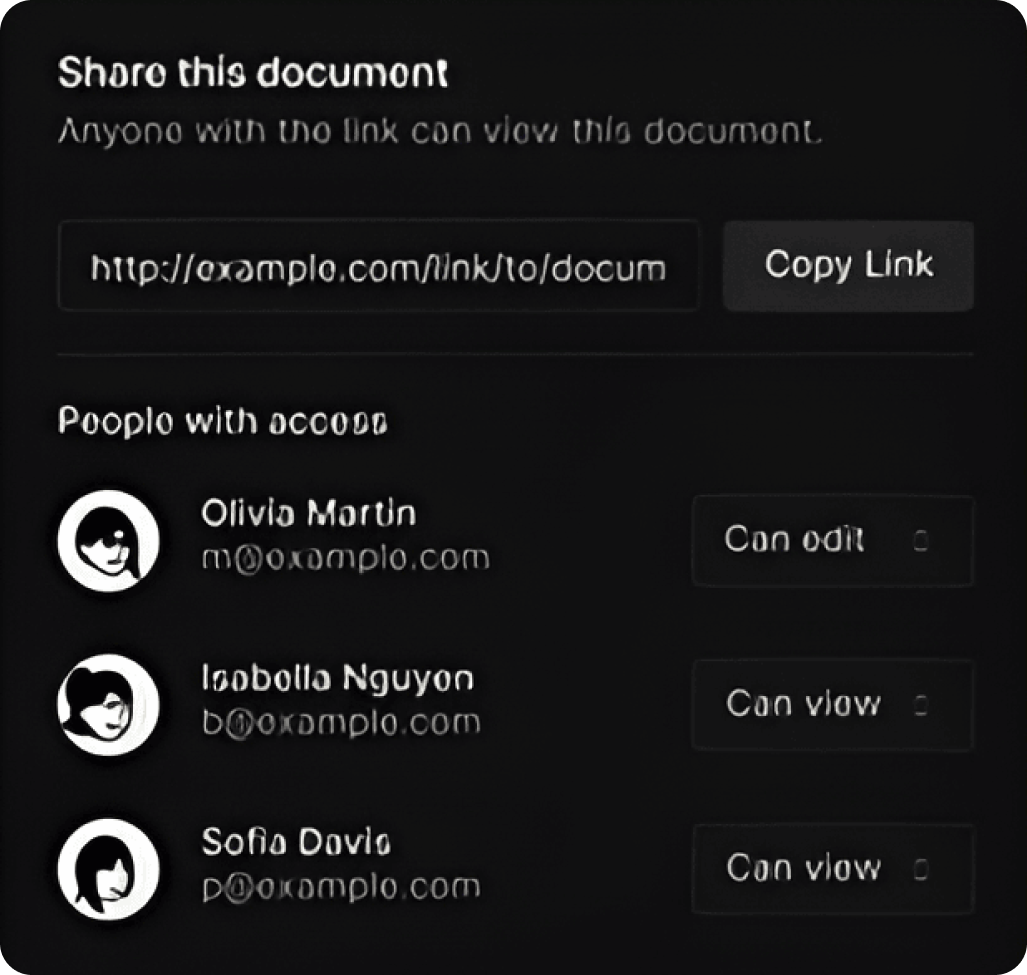 Share this document
Anyone with the link can view this document.
http://example.com/link/to/docum
Copy Link
People with access
Olivia Martin
m@example.com
Can edit
Isabella Nguyen
b@example.com
Can view
Sofia Davis
p@example.com
Can view